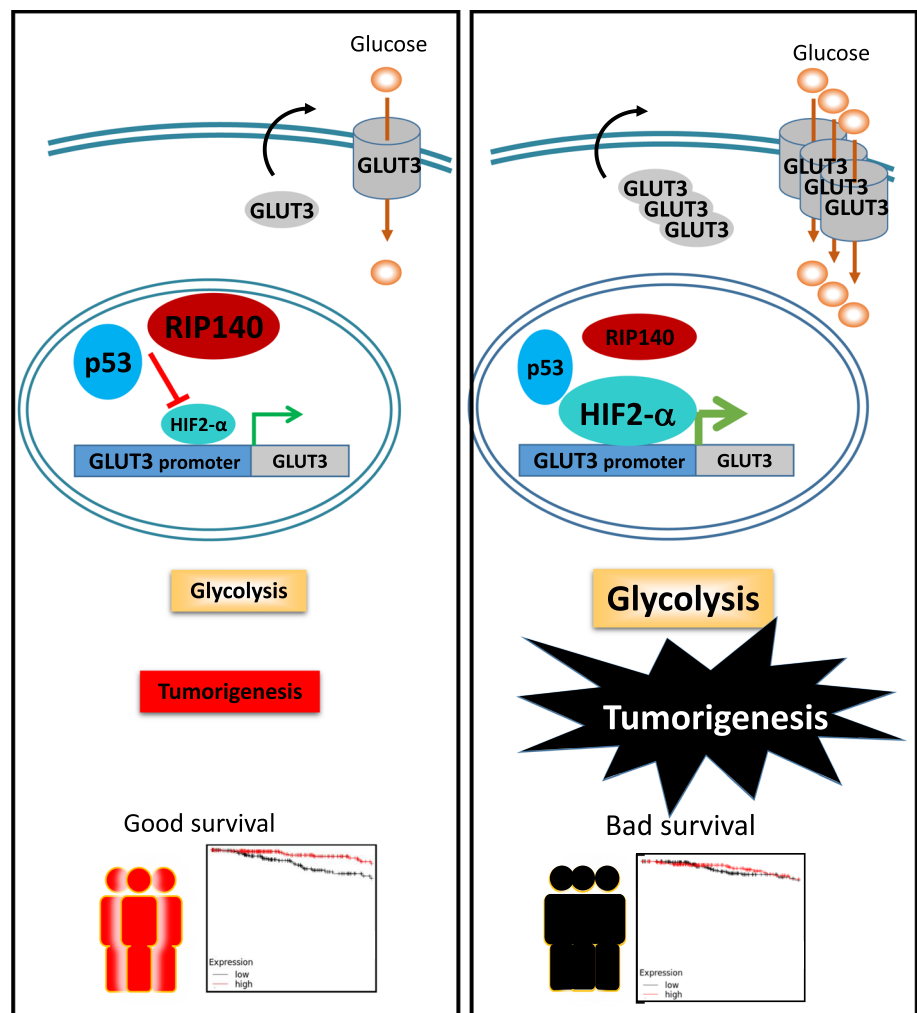 Glucose
GLUT3
GLUT3
RIP140
p53
HIF2-α
GLUT3 promoter
GLUT3
Glycolysis
Tumorigenesis
Good survival
Expression
low
high
Glucose
GLUT3
GLUT3
GLUT3
GLUT3
GLUT3
GLUT3
RIP140
p53
HIF2-α
GLUT3 promoter
GLUT3
Glycolysis
Tumorigenesis
Bad survival
Expression
low
high